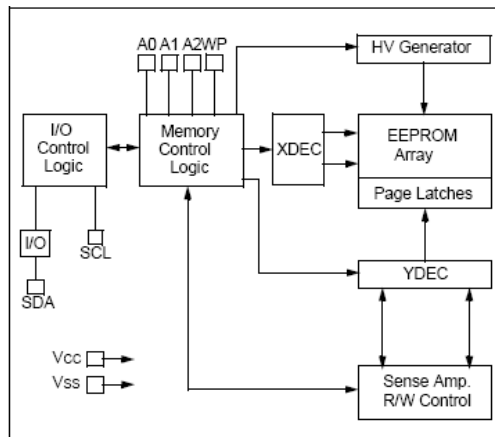 A0 A1 A2 WP
HV Generator
I/O
Control
Logic
Memory
Control
Logic
XDEC
EEPROM
Array
Page Latches
I/O
SCL
SDA
YDEC
Vcc
Vss
Sense Amp.
R/W Control